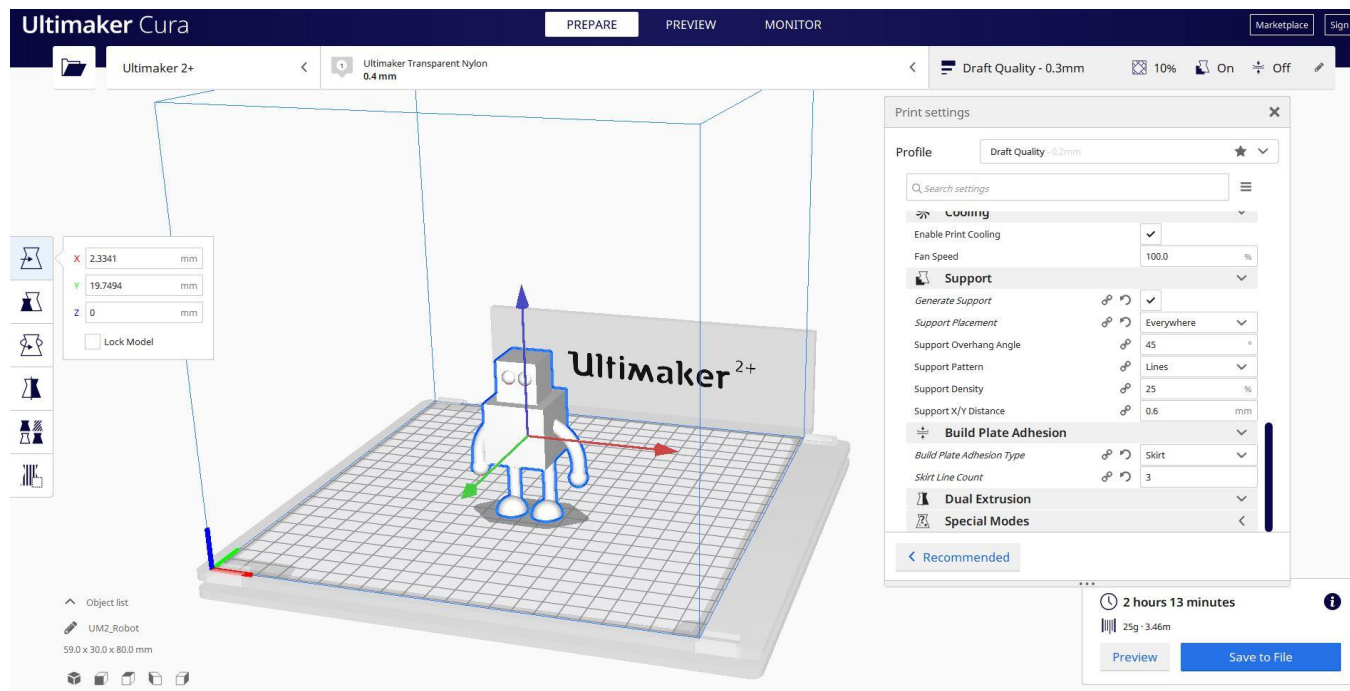 Ultimaker Cura
PREPARE PREVIEW MONITOR
Marketplace Sign
Ultimaker 2+
1 Ultimaker Transparent Nylon
0.4 mm
Draft Quality - 0.3mm 10% On Off
Print settings
Profile Draft Quality - 0.2mm
Search settings
Cooling
Enable Print Cooling
Fan Speed 100.0 %
Support
Generate Support
Support Placement Everywhere
Support Overhang Angle 45 °
Support Pattern Lines
Support Density 25 %
Support X/Y Distance 0.6 mm
Build Plate Adhesion
Build Plate Adhesion Type Skirt
Skirt Line Count 3
Dual Extrusion
Special Modes
Recommended
X 2.3341 mm
Y 19.7494 mm
Z 0 mm
Lock Model
Ultimaker 2+
Object list
UM2_Robot
59.0 x 30.0 x 80.0 mm
2 hours 13 minutes
25g · 3.46m
Preview Save to File